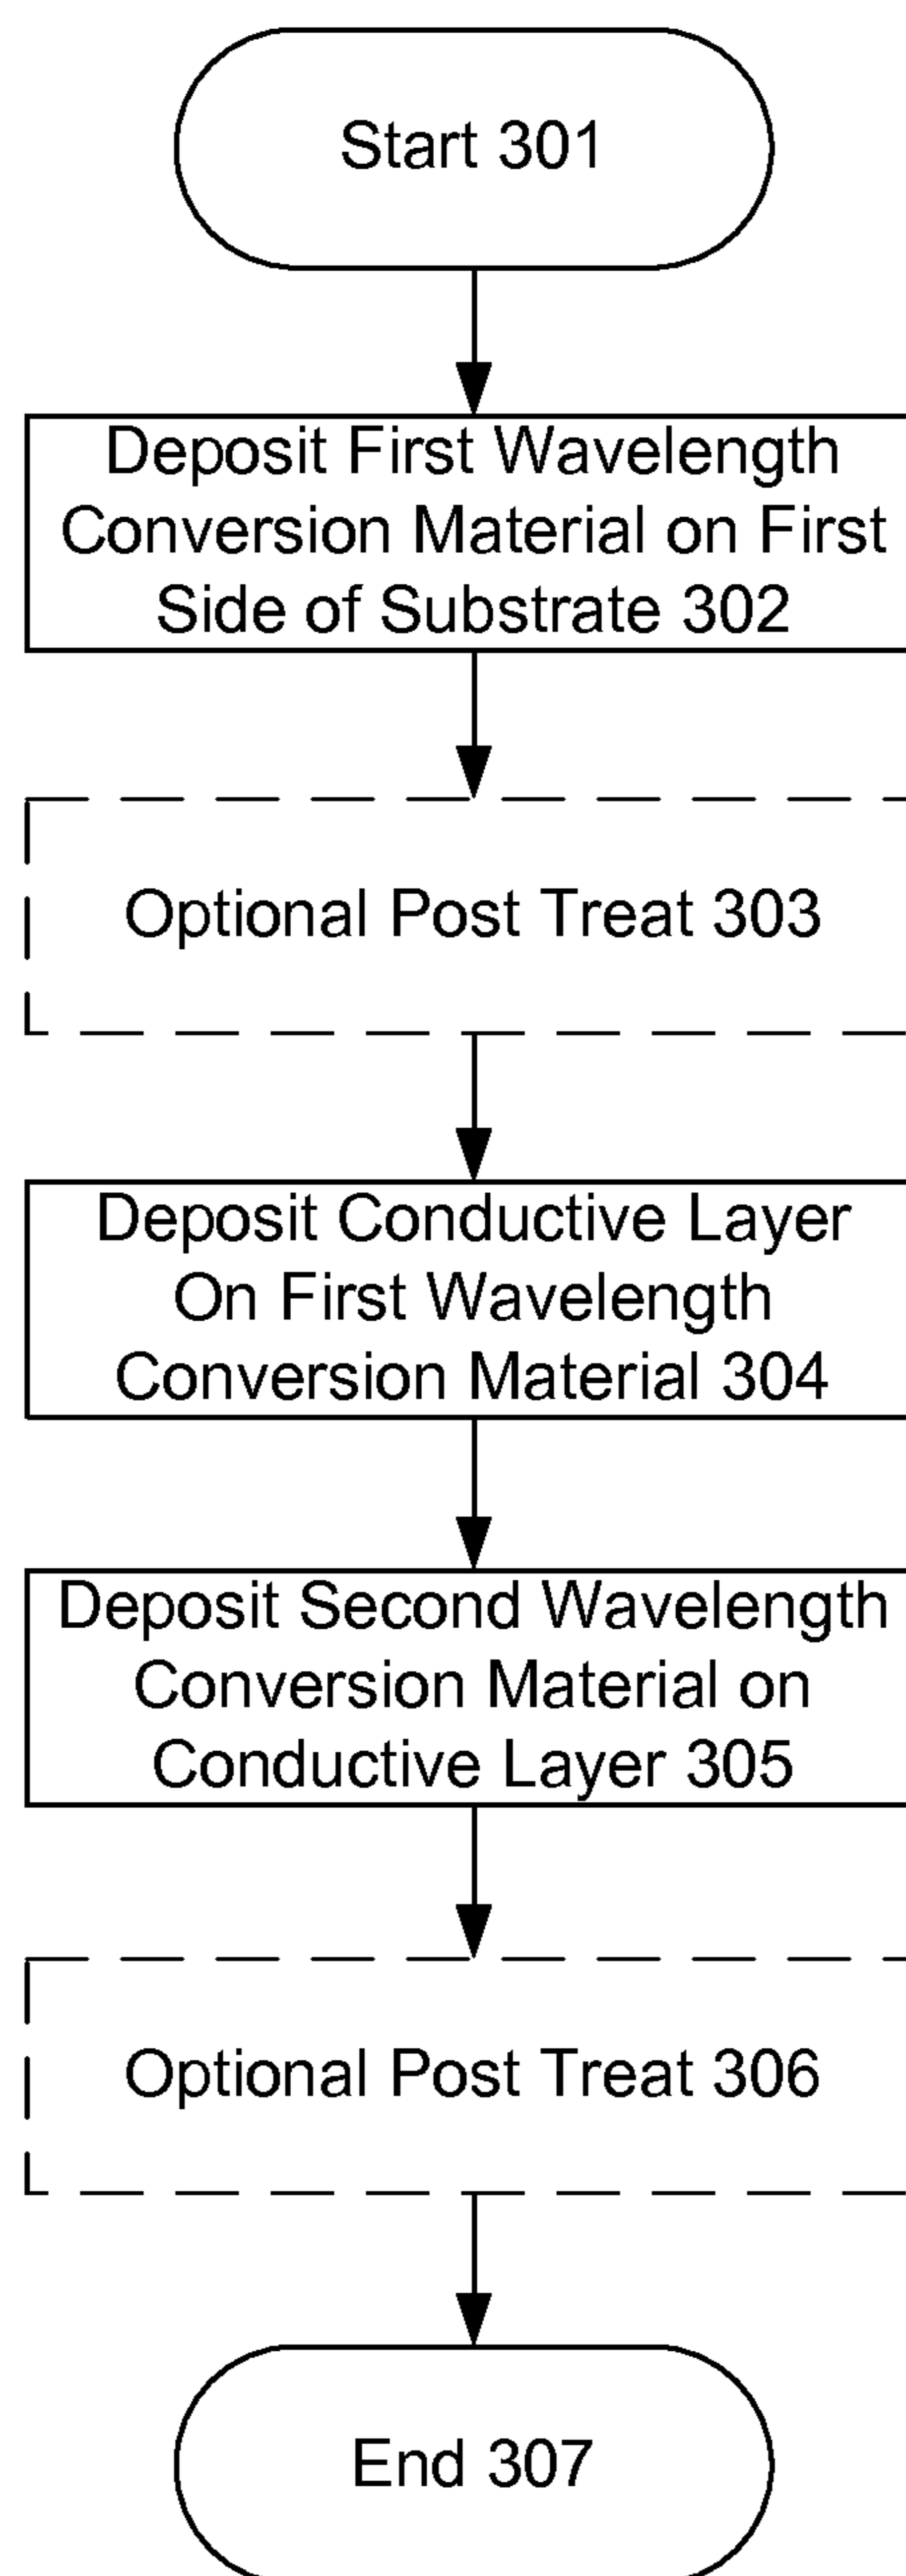 Start 301
Deposit First Wavelength
Conversion Material on First
Side of Substrate 302
Optional Post Treat 303
Deposit Conductive Layer
On First Wavelength
Conversion Material 304
Deposit Second Wavelength
Conversion Material on
Conductive Layer 305
Optional Post Treat 306
End 307